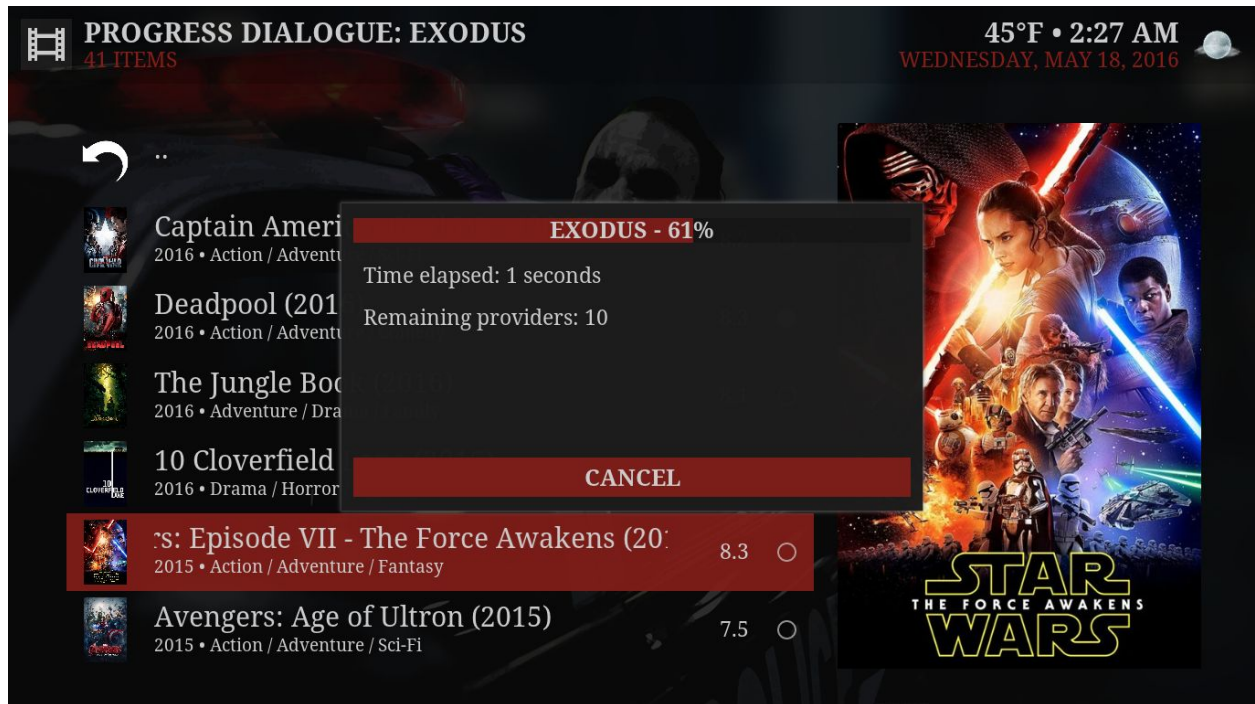 PROGRESS DIALOGUE: EXODUS
41 ITEMS
45°F • 2:27 AM
WEDNESDAY, MAY 18, 2016
..
Captain Ameri
2016 • Action / Adventu
Deadpool (201
2016 • Action / Adventu
The Jungle Boo
2016 • Adventure / Dra
10 Cloverfield
2016 • Drama / Horror
EXODUS - 61%
Time elapsed: 1 seconds
Remaining providers: 10
CANCEL
s: Episode VII - The Force Awakens (20
8.3
2015 • Action / Adventure / Fantasy
Avengers: Age of Ultron (2015)
7.5
2015 • Action / Adventure / Sci-Fi
STAR
THE FORCE AWAKENS
WARS